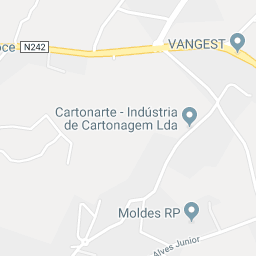 VANGEST
oce
N242
Cartonarte - Indústria
de Cartonagem Lda
Moldes RP
Alves Junior